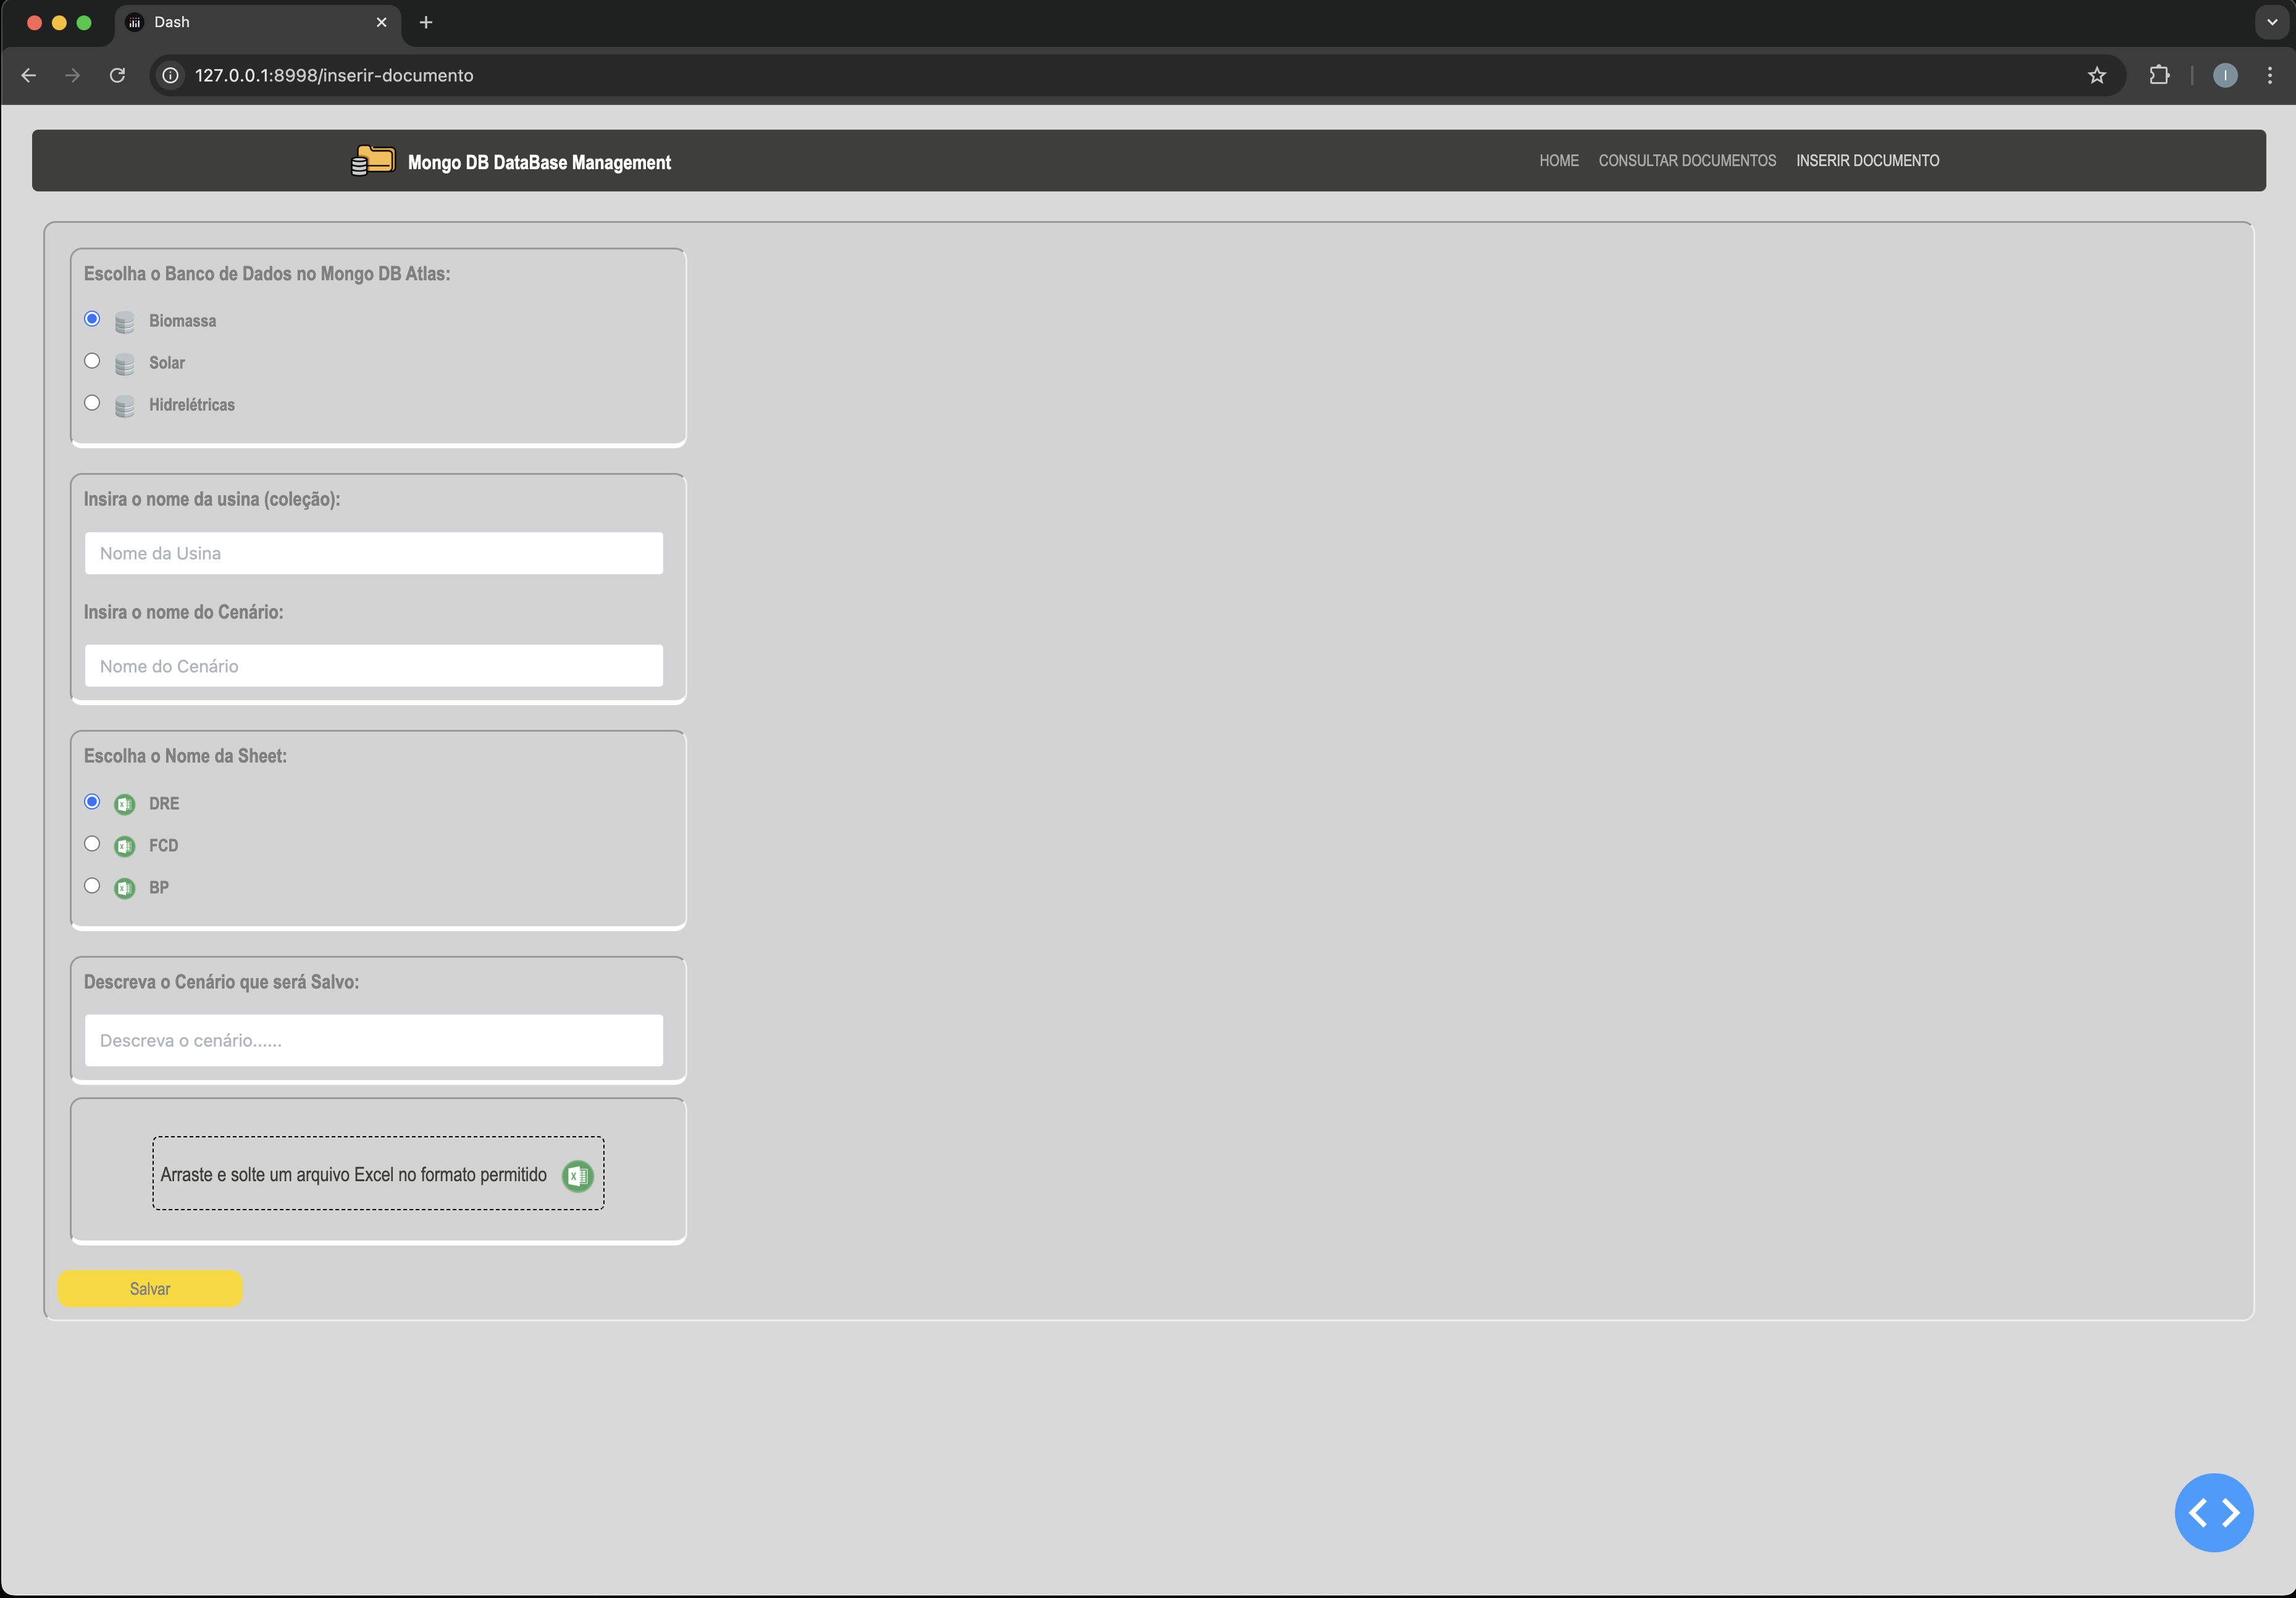 Dash
127.0.0.1:8998/inserir-documento
I
Mongo DB DataBase Management
HOME CONSULTAR DOCUMENTOS INSERIR DOCUMENTO
Escolha o Banco de Dados no Mongo DB Atlas:
Biomassa
Solar
Hidrelétricas
Insira o nome da usina (coleção):
Nome da Usina
Insira o nome do Cenário:
Nome do Cenário
Escolha o Nome da Sheet:
DRE
FCD
BP
Descreva o Cenário que será Salvo:
Descreva o cenário......
Arraste e solte um arquivo Excel no formato permitido
Salvar